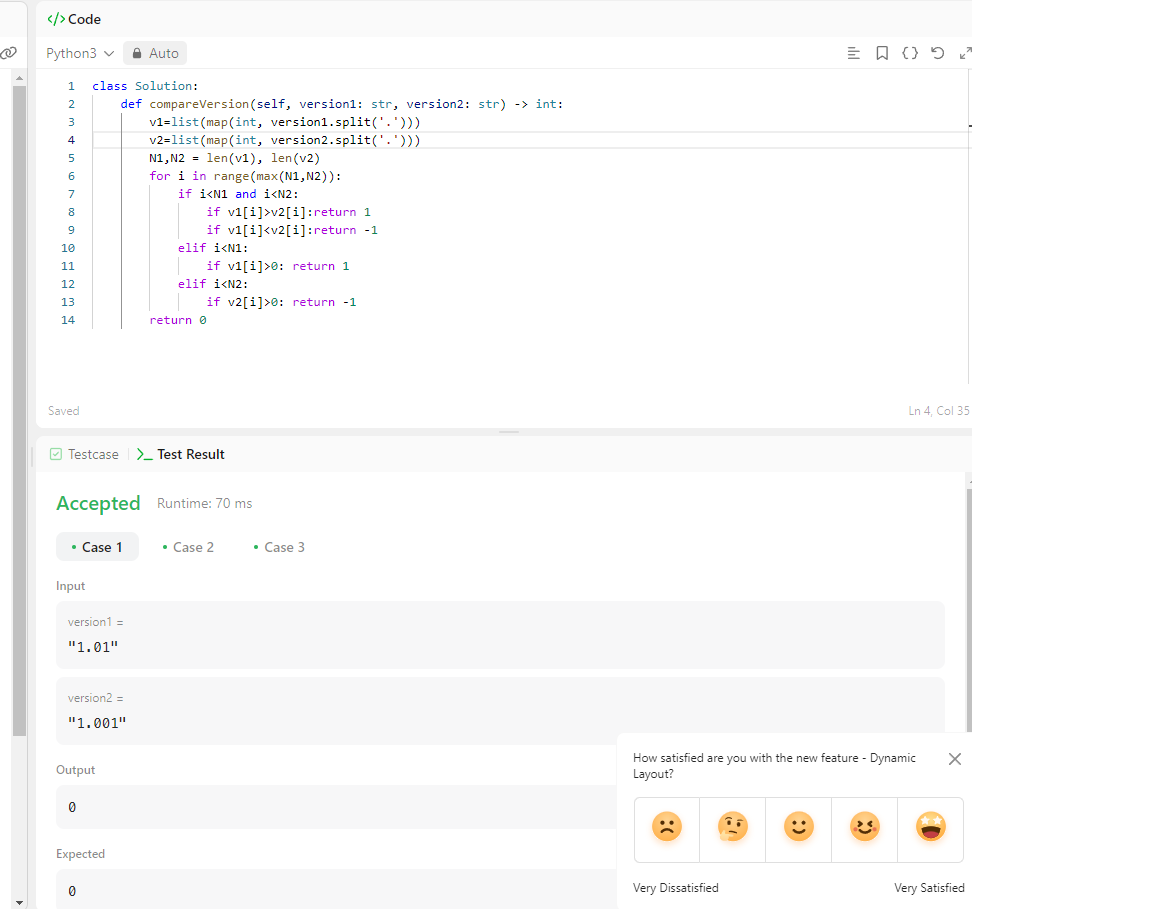 </> Code
Python3 Auto
1 class Solution:
2     def compareVersion(self, version1: str, version2: str) -> int:
3         v1=list(map(int, version1.split('.')))
4         v2=list(map(int, version2.split('.')))
5         N1,N2 = len(v1), len(v2)
6         for i in range(max(N1,N2)):
7             if i<N1 and i<N2:
8                 if v1[i]>v2[i]:return 1
9                 if v1[i]<v2[i]:return -1
10             elif i<N1:
11                 if v1[i]>0: return 1
12             elif i<N2:
13                 if v2[i]>0: return -1
14         return 0
Saved Ln 4, Col 35
Testcase >_ Test Result
Accepted Runtime: 70 ms
• Case 1 • Case 2 • Case 3
Input
version1 =
"1.01"
version2 =
"1.001"
Output
0
Expected
0
How satisfied are you with the new feature - Dynamic
Layout?
Very Dissatisfied Very Satisfied